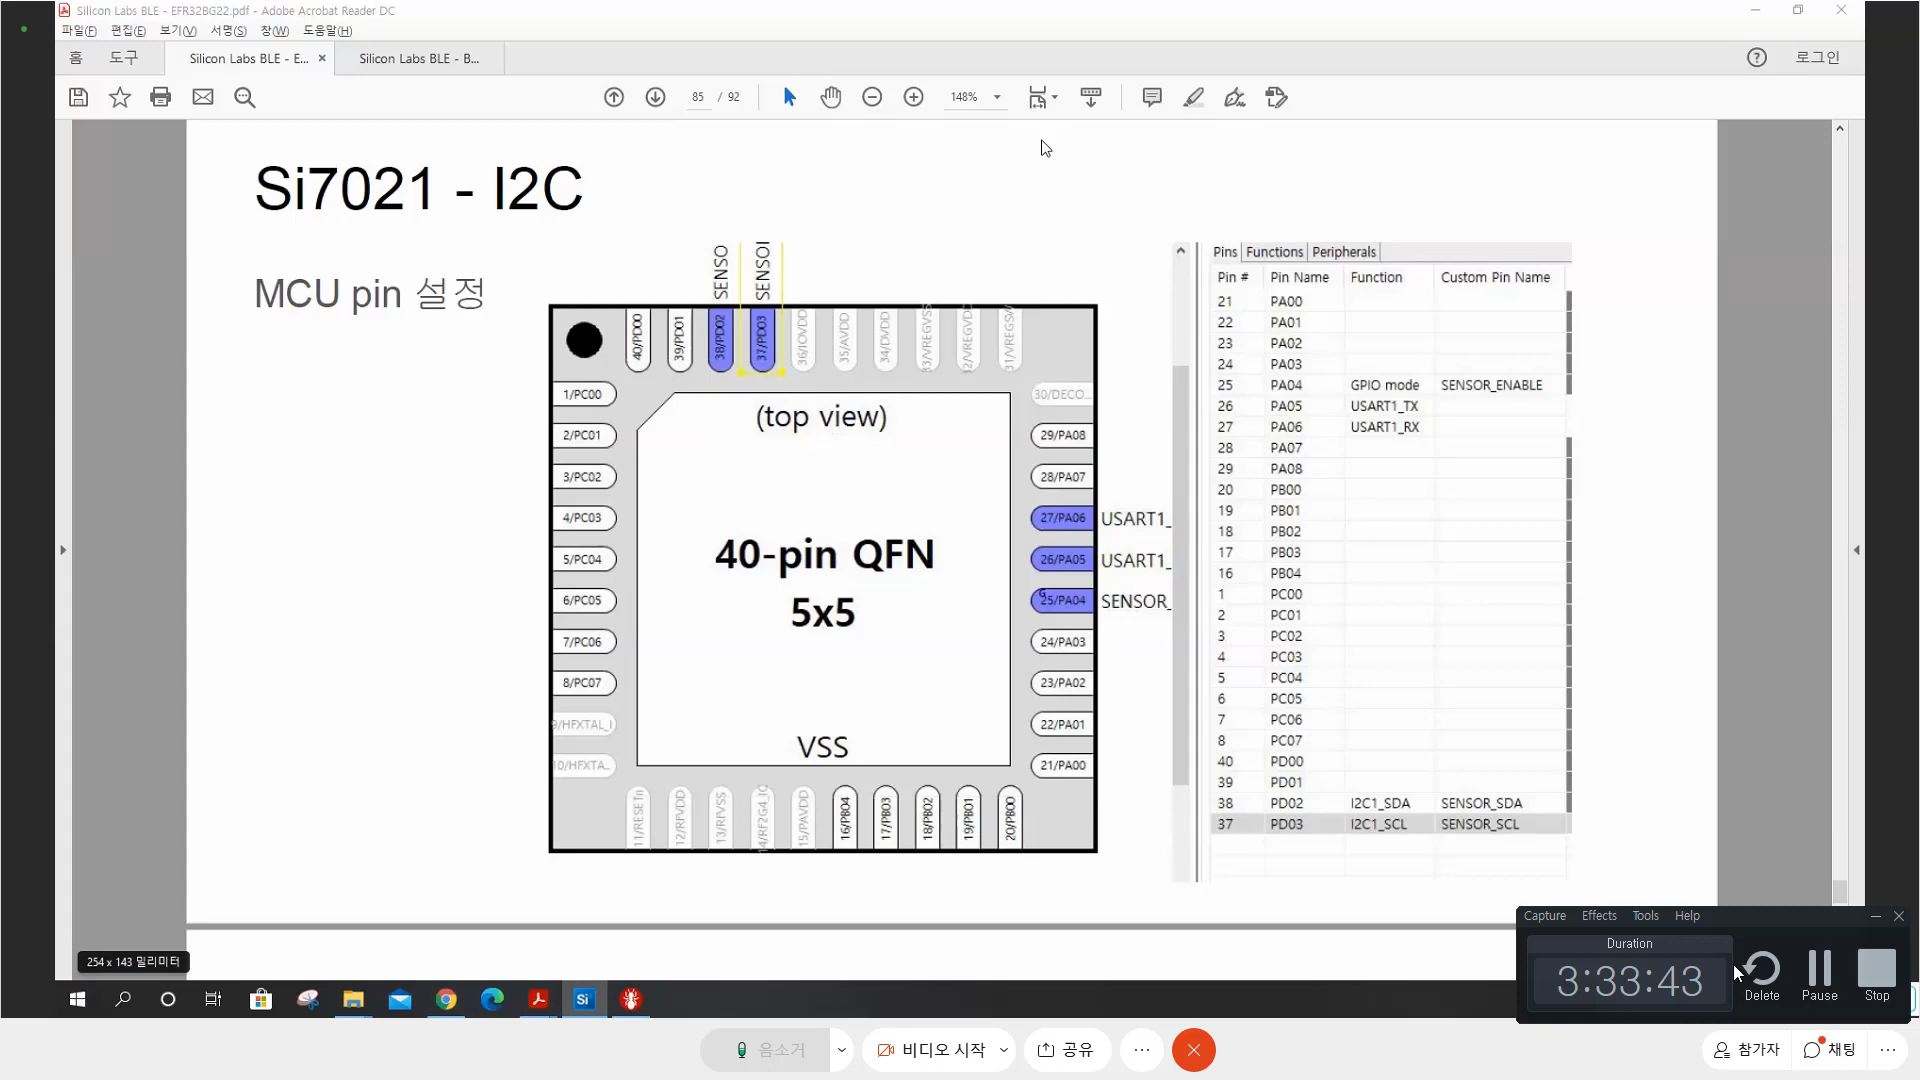 Silicon Labs BLE - EFR32BG22.pdf - Adobe Acrobat Reader DC
파일(F) 편집(E) 보기(V) 서명(S) 창(W) 도움말(H)
홈 도구 Silicon Labs BLE - E... × Silicon Labs BLE - B... 로그인
85 / 92 148%
Si7021 - I2C
MCU pin 설정
SENSO
40/PD00
39/PD01
38/PD02
37/PD03
36/IOVDD
35/AVDD
34/DVDD
1/PC00
2/PC01
3/PC02
4/PC03
5/PC04
6/PC05
7/PC06
8/PC07
(top view)
40-pin QFN
5x5
VSS
30/DECO...
29/PA08
28/PA07
27/PA06 USART1_
26/PA05 USART1_
25/PA04 SENSOR_
24/PA03
23/PA02
22/PA01
21/PA00
11/RESETn
12/RFVDD
13/RFVSS
15/PAVDD
16/PB04
17/PB03
18/PB02
19/PB01
20/PB00
Pins Functions Peripherals
Pin # Pin Name Function Custom Pin Name
21 PA00
22 PA01
23 PA02
24 PA03
25 PA04 GPIO mode SENSOR_ENABLE
26 PA05 USART1_TX
27 PA06 USART1_RX
28 PA07
29 PA08
20 PB00
19 PB01
18 PB02
17 PB03
16 PB04
1 PC00
2 PC01
3 PC02
4 PC03
5 PC04
6 PC05
7 PC06
8 PC07
40 PD00
39 PD01
38 PD02 I2C1_SDA SENSOR_SDA
37 PD03 I2C1_SCL SENSOR_SCL
254 x 143 밀리미터
Capture Effects Tools Help
Duration
3:33:43
Delete Pause Stop
Si
음소거 비디오 시작 공유 참가자 채팅